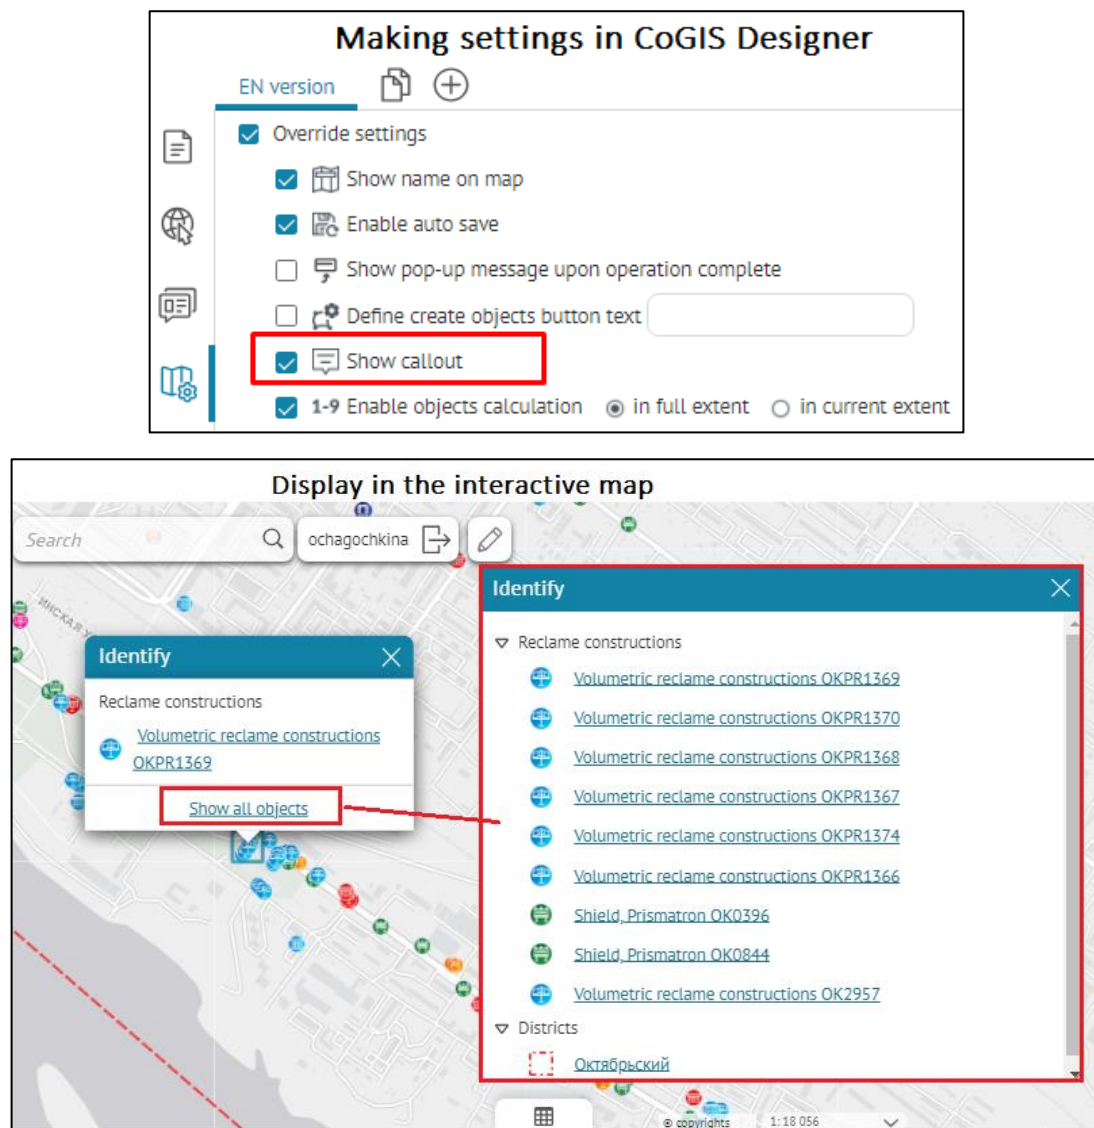 Making settings in CoGIS Designer
EN version
Override settings
Show name on map
Enable auto save
Show pop-up message upon operation complete
Define create objects button text
Show callout
1-9 Enable objects calculation in full extent in current extent
Display in the interactive map
Search
ochagochkina
Identify
Reclame constructions
Volumetric reclame constructions
OKPR1369
Show all objects
Identify
Reclame constructions
Volumetric reclame constructions OKPR1369
Volumetric reclame constructions OKPR1370
Volumetric reclame constructions OKPR1368
Volumetric reclame constructions OKPR1367
Volumetric reclame constructions OKPR1374
Volumetric reclame constructions OKPR1366
Shield, Prismatron OK0396
Shield, Prismatron OK0844
Volumetric reclame constructions OK2957
Districts
Октябрьский
© copyrights
1:18 056